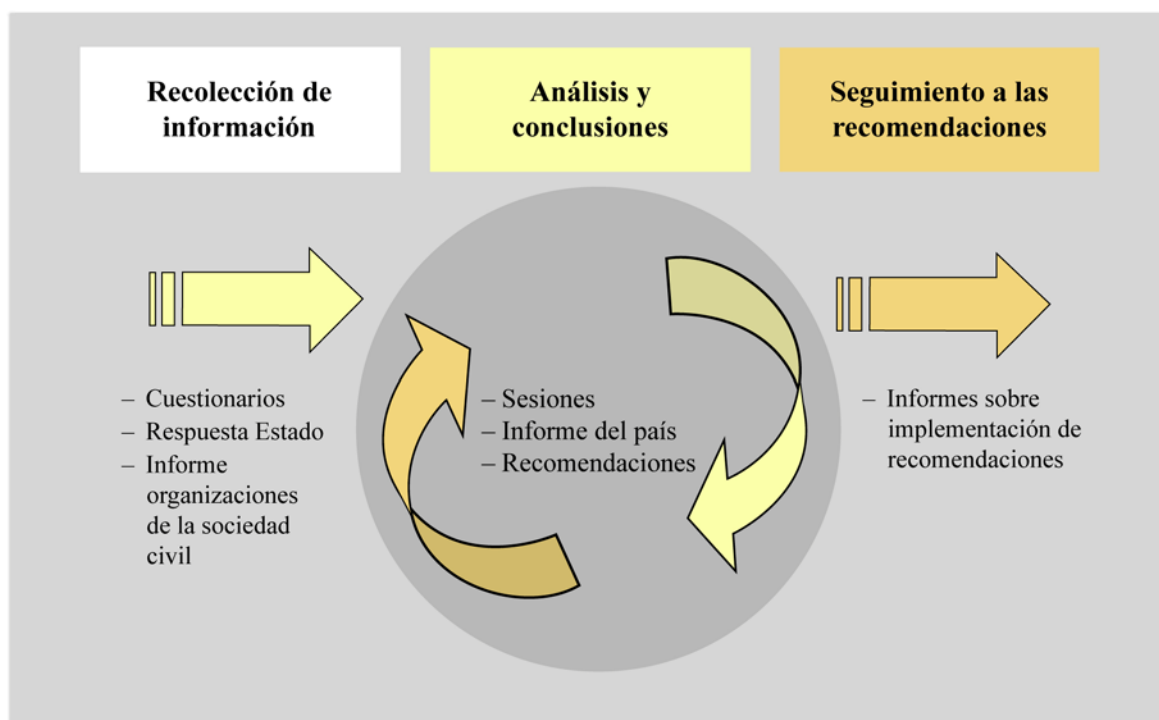 Recolección de
información
Análisis y
conclusiones
Seguimiento a las
recomendaciones
– Cuestionarios
– Respuesta Estado
– Informe
organizaciones
de la sociedad
civil
– Sesiones
– Informe del país
– Recomendaciones
– Informes sobre
implementación de
recomendaciones